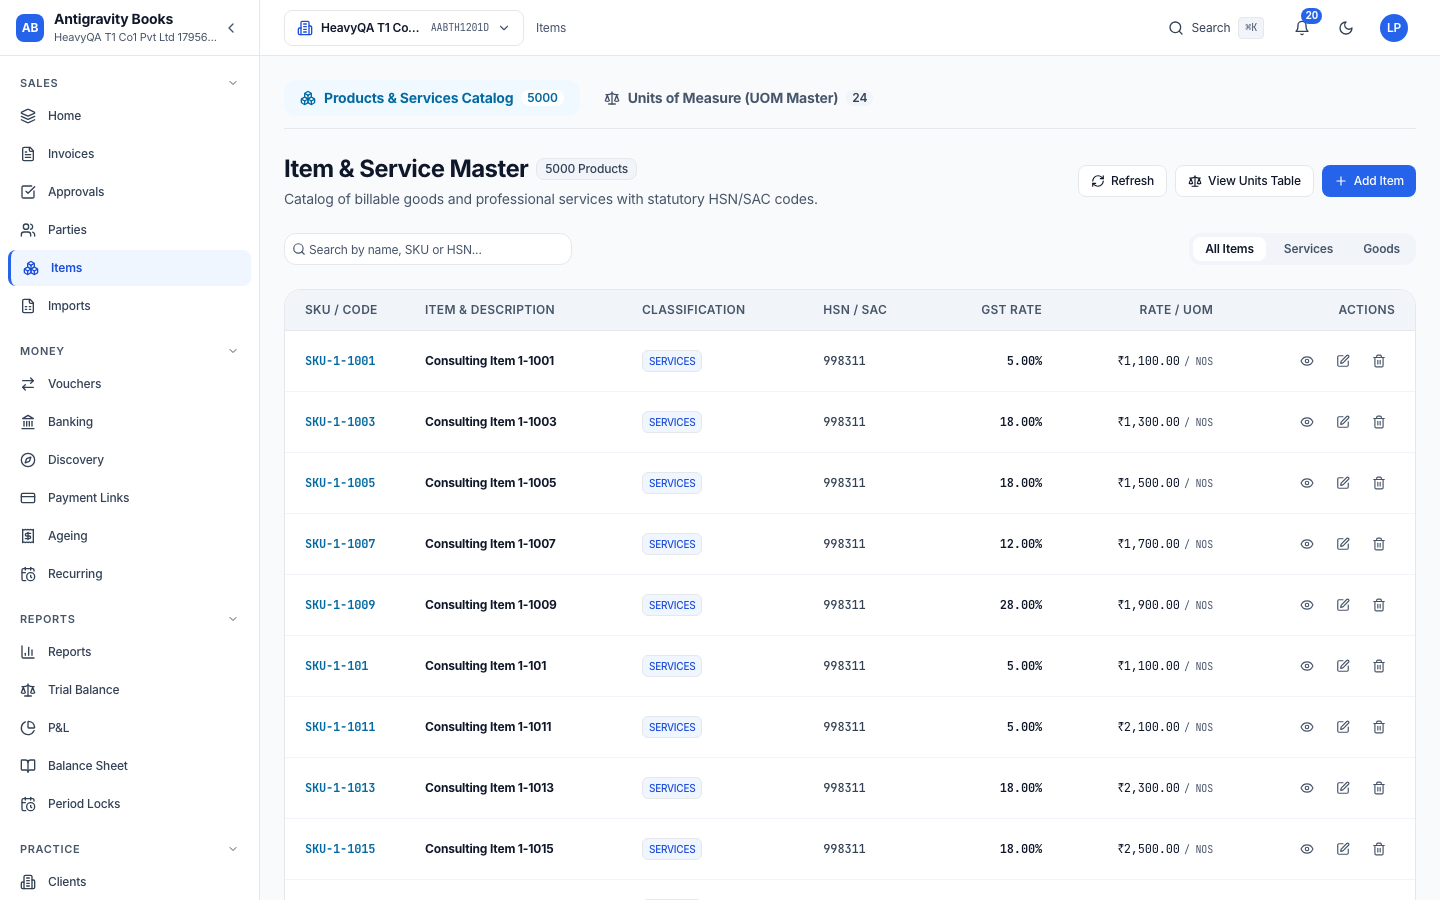 AB
Antigravity Books
HeavyQA T1 Co1 Pvt Ltd 17956...
SALES
Home
Invoices
Approvals
Parties
Items
Imports
MONEY
Vouchers
Banking
Discovery
Payment Links
Ageing
Recurring
REPORTS
Reports
Trial Balance
P&L
Balance Sheet
Period Locks
PRACTICE
Clients
HeavyQA T1 Co... AABTH1201D
Items
Search ⌘K
20
LP
Products & Services Catalog 5000
Units of Measure (UOM Master) 24
Item & Service Master 5000 Products
Catalog of billable goods and professional services with statutory HSN/SAC codes.
Refresh
View Units Table
Add Item
Search by name, SKU or HSN...
All Items Services Goods
SKU / CODE ITEM & DESCRIPTION CLASSIFICATION HSN / SAC GST RATE RATE / UOM ACTIONS
SKU-1-1001 Consulting Item 1-1001 SERVICES 998311 5.00% ₹1,100.00 / NOS
SKU-1-1003 Consulting Item 1-1003 SERVICES 998311 18.00% ₹1,300.00 / NOS
SKU-1-1005 Consulting Item 1-1005 SERVICES 998311 18.00% ₹1,500.00 / NOS
SKU-1-1007 Consulting Item 1-1007 SERVICES 998311 12.00% ₹1,700.00 / NOS
SKU-1-1009 Consulting Item 1-1009 SERVICES 998311 28.00% ₹1,900.00 / NOS
SKU-1-101 Consulting Item 1-101 SERVICES 998311 5.00% ₹1,100.00 / NOS
SKU-1-1011 Consulting Item 1-1011 SERVICES 998311 5.00% ₹2,100.00 / NOS
SKU-1-1013 Consulting Item 1-1013 SERVICES 998311 18.00% ₹2,300.00 / NOS
SKU-1-1015 Consulting Item 1-1015 SERVICES 998311 18.00% ₹2,500.00 / NOS